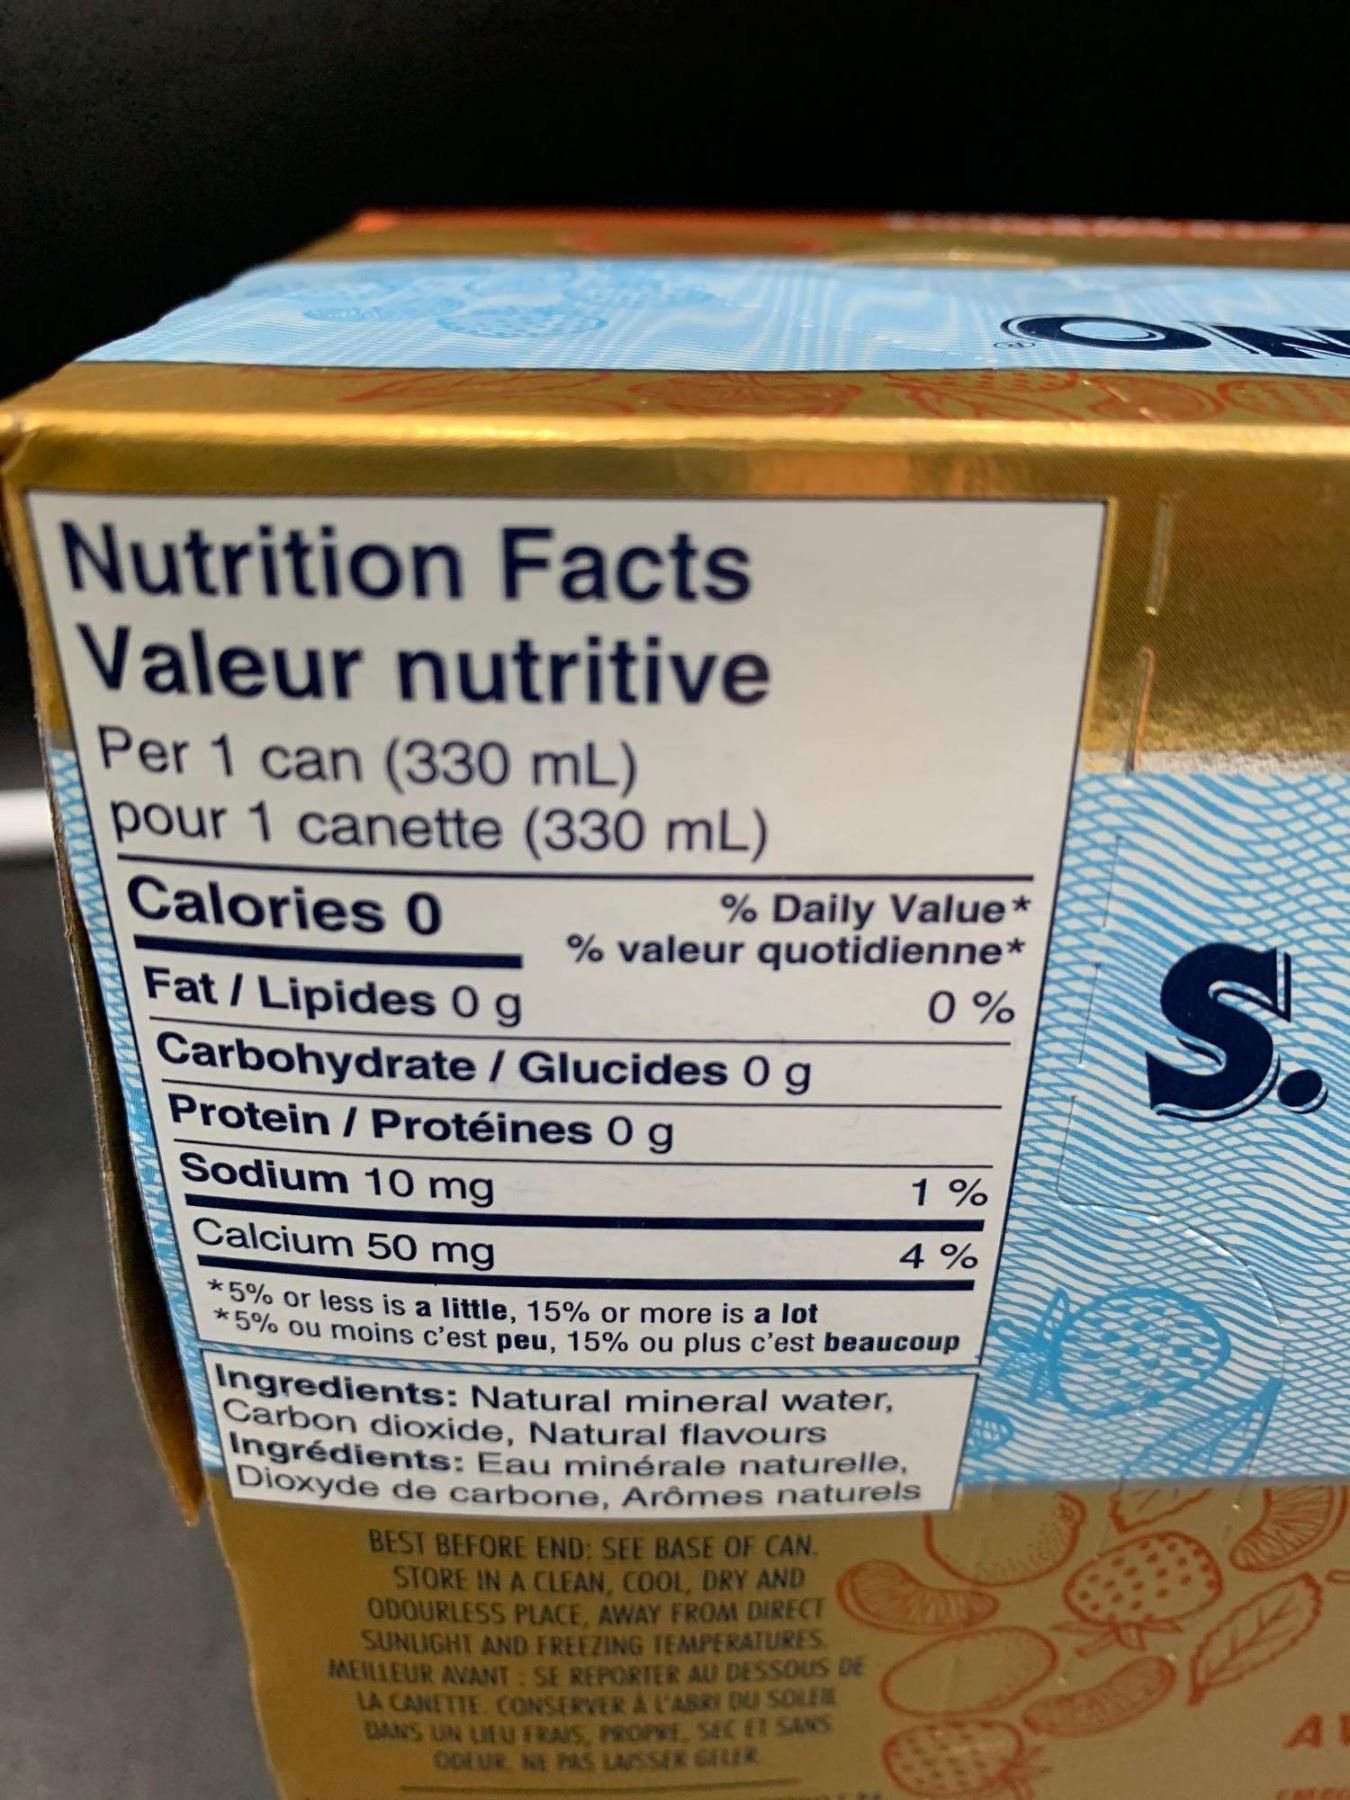 ON
Nutrition Facts
Valeur nutritive
Per 1 can (330 mL)
pour 1 canette (330 mL)
Calories 0
% Daily Value*
% valeur quotidienne*
Fat / Lipides 0 g 0 %
Carbohydrate / Glucides 0 g
Protein / Protéines 0 g
Sodium 10 mg 1 %
Calcium 50 mg 4 %
*5% or less is a little, 15% or more is a lot
*5% ou moins c'est peu, 15% ou plus c'est beaucoup
S.
Ingredients: Natural mineral water,
Carbon dioxide, Natural flavours
Ingrédients: Eau minérale naturelle,
Dioxyde de carbone, Arômes naturels
BEST BEFORE END: SEE BASE OF CAN.
STORE IN A CLEAN, COOL, DRY AND
ODOURLESS PLACE, AWAY FROM DIRECT
SUNLIGHT AND FREEZING TEMPERATURES.
MEILLEUR AVANT : SE REPORTER AU DESSOUS DE
LA CANETTE. CONSERVER À L'ABRI DU SOLEIL
DANS UN LIEU FRAIS, PROPRE, SEC ET SANS
ODEUR. NE PAS LAISSER GELER.